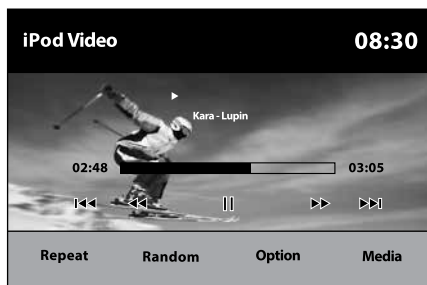 iPod Video 08:30
Kara - Lupin
02:48 03:05
Repeat Random Option Media